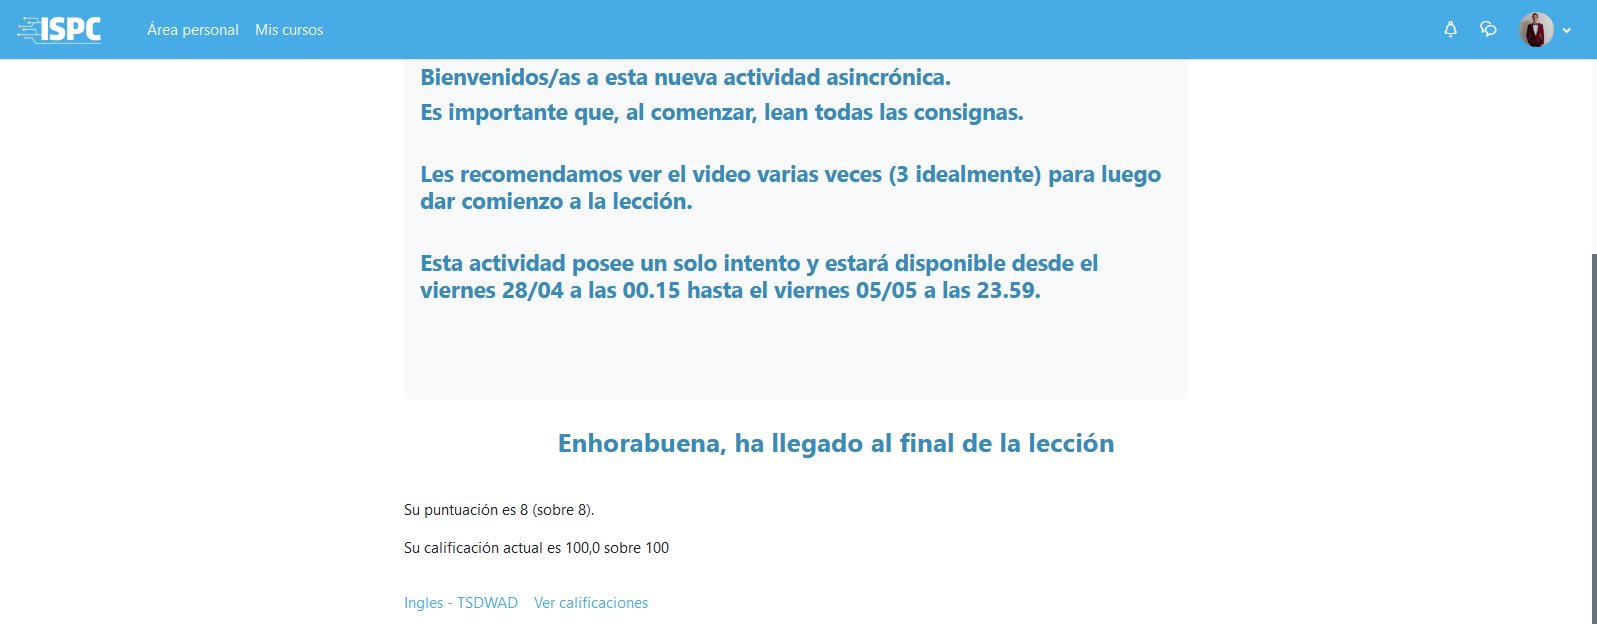 ISPC
Área personal
Mis cursos
Bienvenidos/as a esta nueva actividad asincrónica.
Es importante que, al comenzar, lean todas las consignas.
Les recomendamos ver el video varias veces (3 idealmente) para luego
dar comienzo a la lección.
Esta actividad posee un solo intento y estará disponible desde el
viernes 28/04 a las 00.15 hasta el viernes 05/05 a las 23.59.
Enhorabuena, ha llegado al final de la lección
Su puntuación es 8 (sobre 8).
Su calificación actual es 100,0 sobre 100
Ingles - TSDWAD
Ver calificaciones